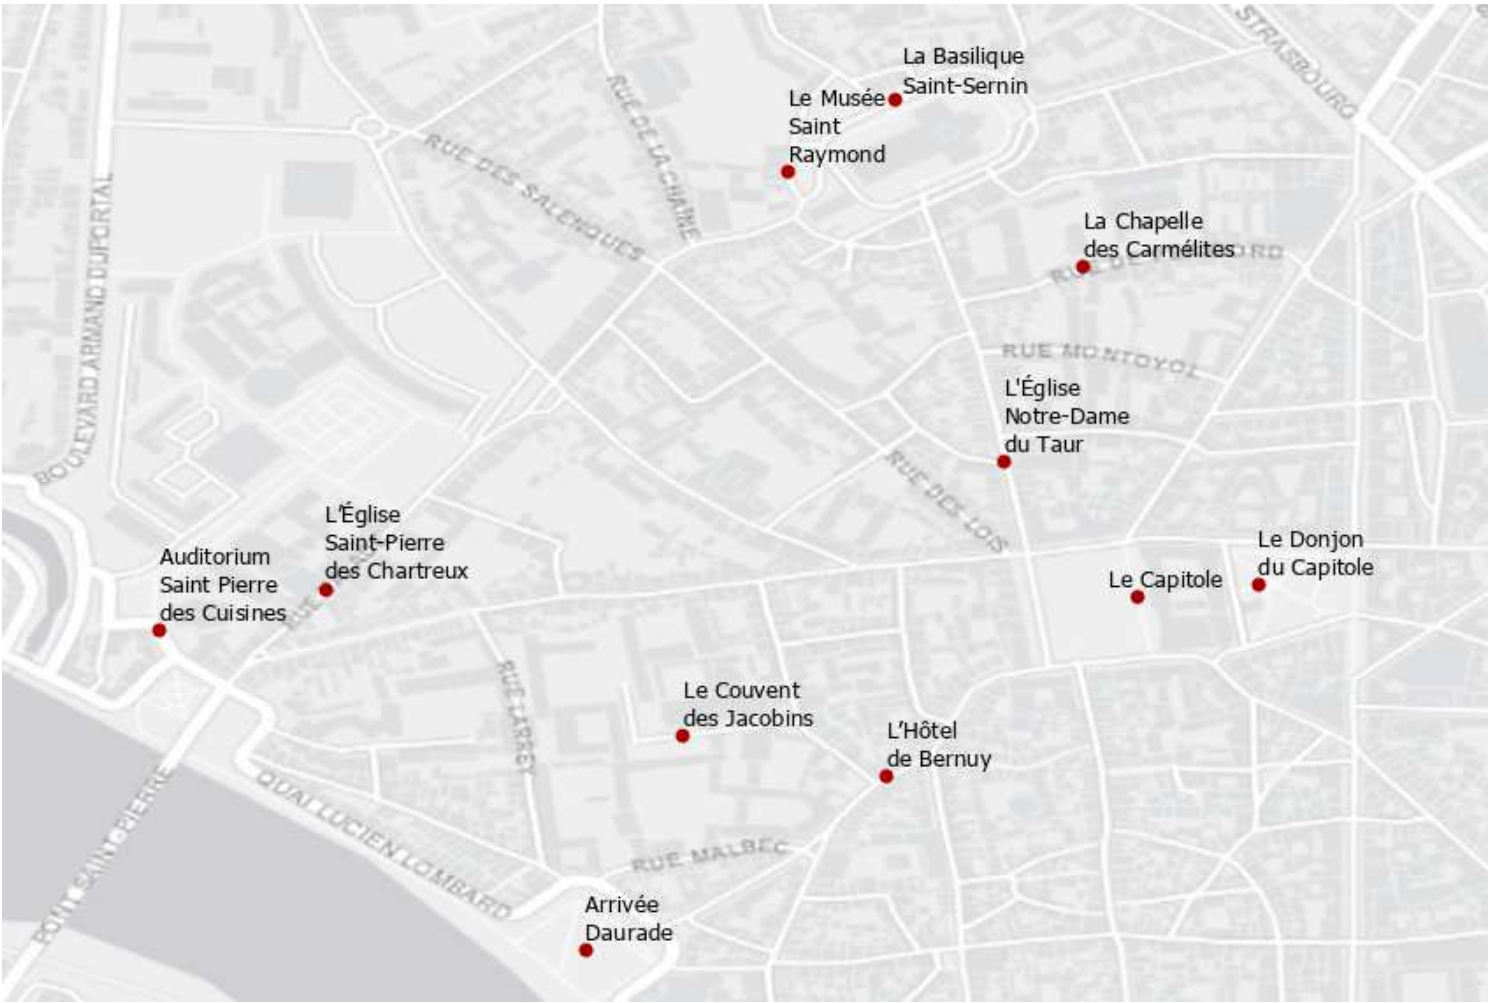 STRASBOURG
La Basilique
Saint-Sernin
Le Musée
Saint
Raymond
RUE DE LA CHAÎNE
RUE DES SALENQUES
La Chapelle
des Carmélites
BOULEVARD ARMAND DUPORTAL
RUE MONTOYOL
L'Église
Notre-Dame
du Taur
RUE DES LOIS
L'Église
Saint-Pierre
des Chartreux
Auditorium
Saint Pierre
des Cuisines
Le Donjon
du Capitole
Le Capitole
RUE LARREY
Le Couvent
des Jacobins
L'Hôtel
de Bernuy
PONT SAINT-PIERRE
QUAI LUCIEN LOMBARD
RUE MALBEC
Arrivée
Daurade